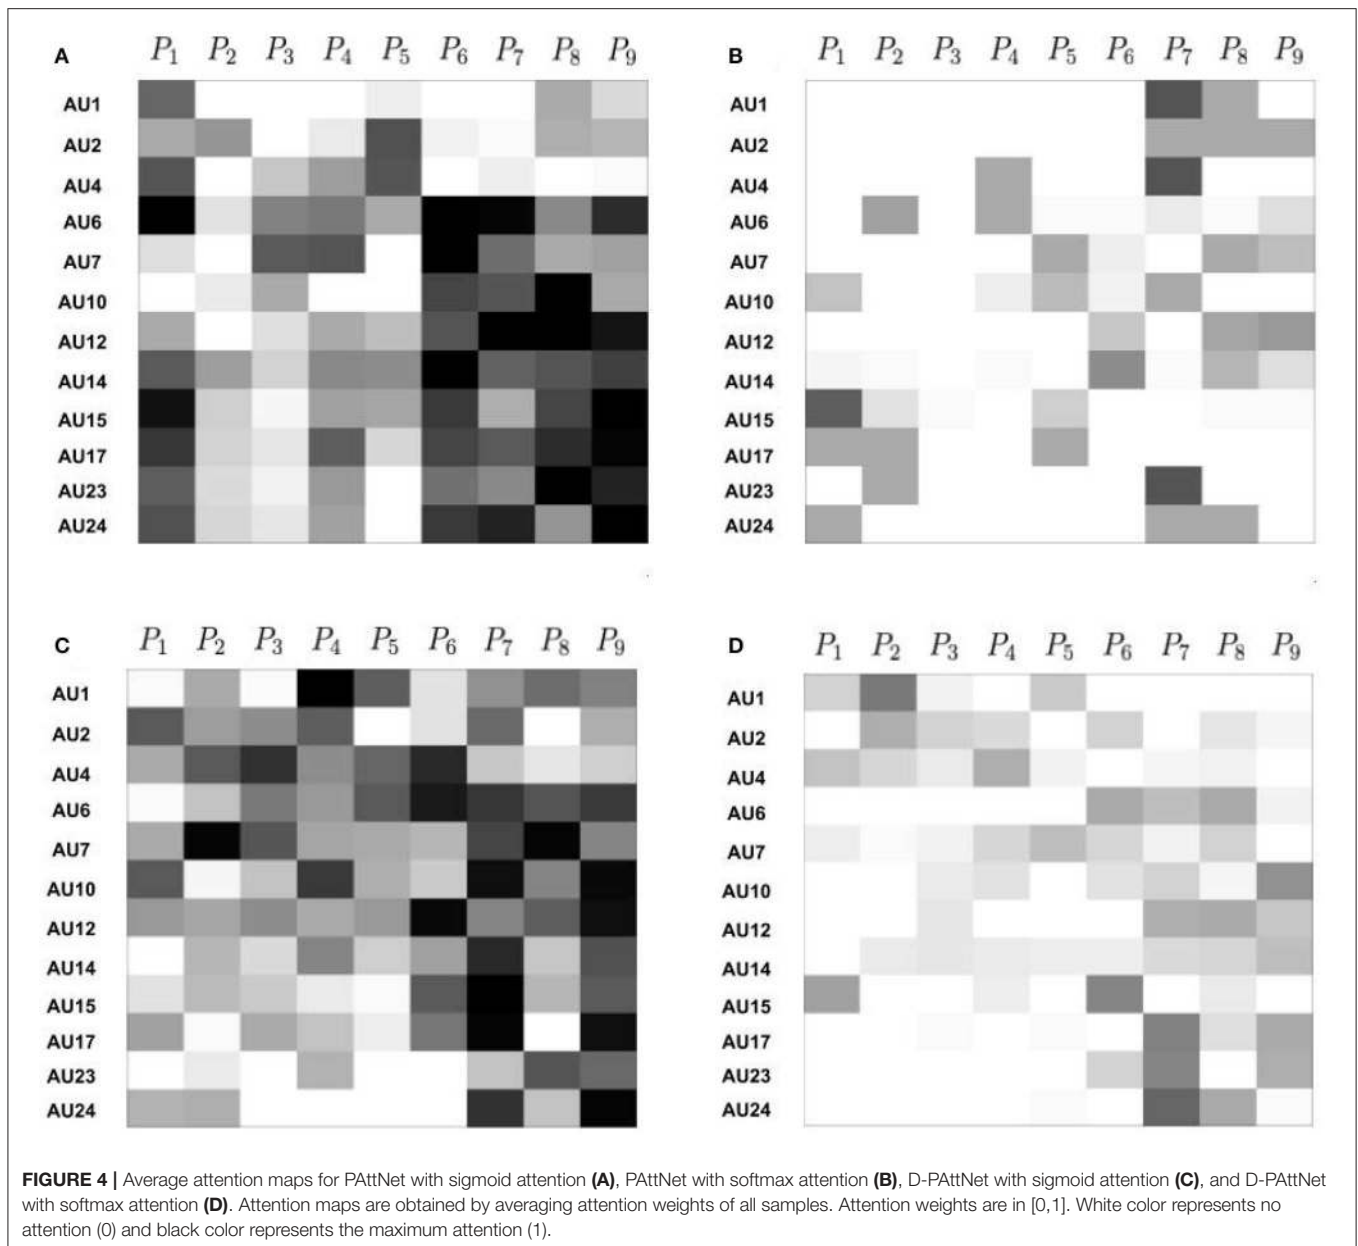 A P1 P2 P3 P4 P5 P6 P7 P8 P9
AU1
AU2
AU4
AU6
AU7
AU10
AU12
AU14
AU15
AU17
AU23
AU24
B P1 P2 P3 P4 P5 P6 P7 P8 P9
AU1
AU2
AU4
AU6
AU7
AU10
AU12
AU14
AU15
AU17
AU23
AU24
C P1 P2 P3 P4 P5 P6 P7 P8 P9
AU1
AU2
AU4
AU6
AU7
AU10
AU12
AU14
AU15
AU17
AU23
AU24
D P1 P2 P3 P4 P5 P6 P7 P8 P9
AU1
AU2
AU4
AU6
AU7
AU10
AU12
AU14
AU15
AU17
AU23
AU24
FIGURE 4 | Average attention maps for PAttNet with sigmoid attention (A), PAttNet with softmax attention (B), D-PAttNet with sigmoid attention (C), and D-PAttNet
with softmax attention (D). Attention maps are obtained by averaging attention weights of all samples. Attention weights are in [0,1]. White color represents no
attention (0) and black color represents the maximum attention (1).